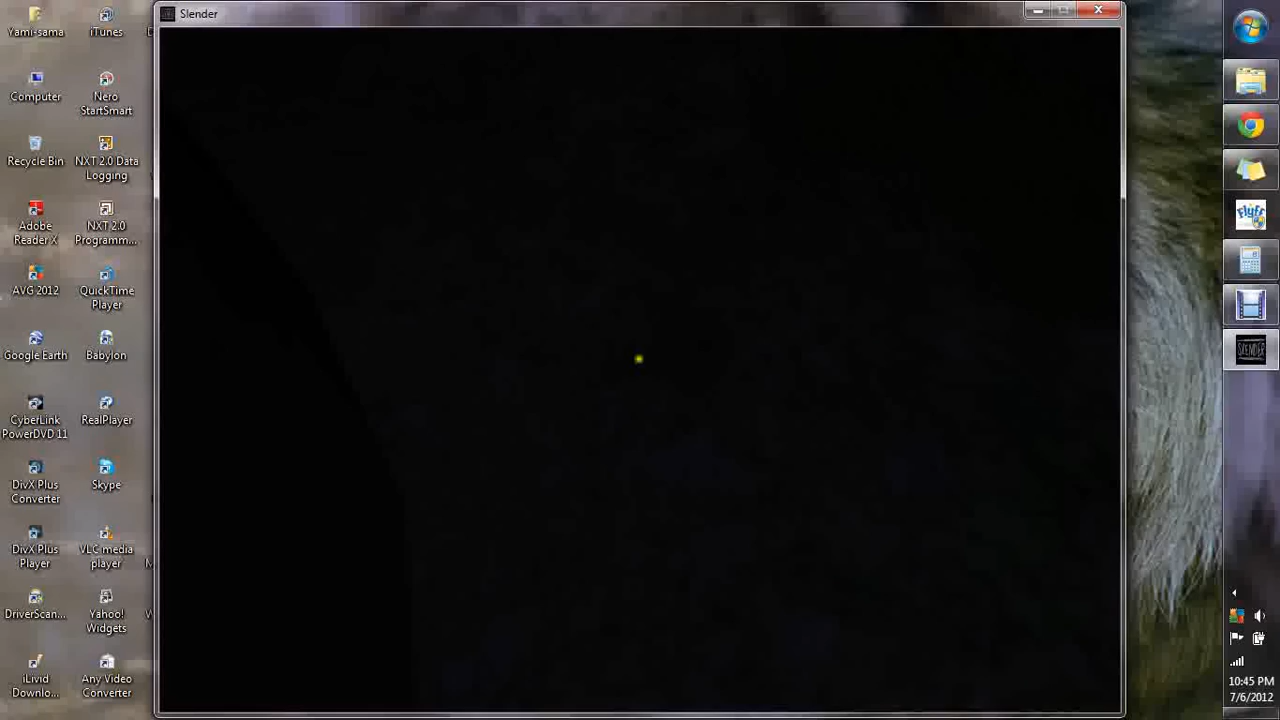 Slender
Yami-sama
iTunes
Computer
Nero
StartSmart
Recycle Bin
NXT 2.0 Data
Logging
Adobe
Reader X
NXT 2.0
Programm...
AVG 2012
QuickTime
Player
Google Earth
Babylon
CyberLink
PowerDVD 11
RealPlayer
DivX Plus
Converter
Skype
DivX Plus
Player
VLC media
player
DriverScan...
Yahoo!
Widgets
iLivid
Downlo...
Any Video
Converter
Flyff
SLENDER
10:45 PM
7/6/2012